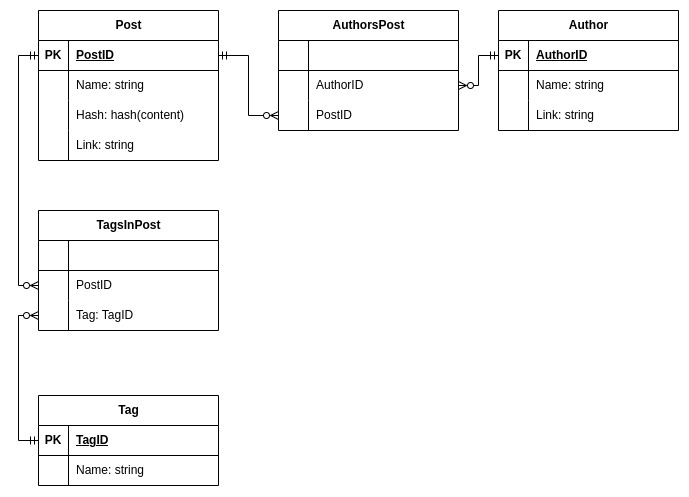 Post
PK PostID
Name: string
Hash: hash(content)
Link: string
AuthorsPost
AuthorID
PostID
Author
PK AuthorID
Name: string
Link: string
TagsInPost
PostID
Tag: TagID
Tag
PK TagID
Name: string